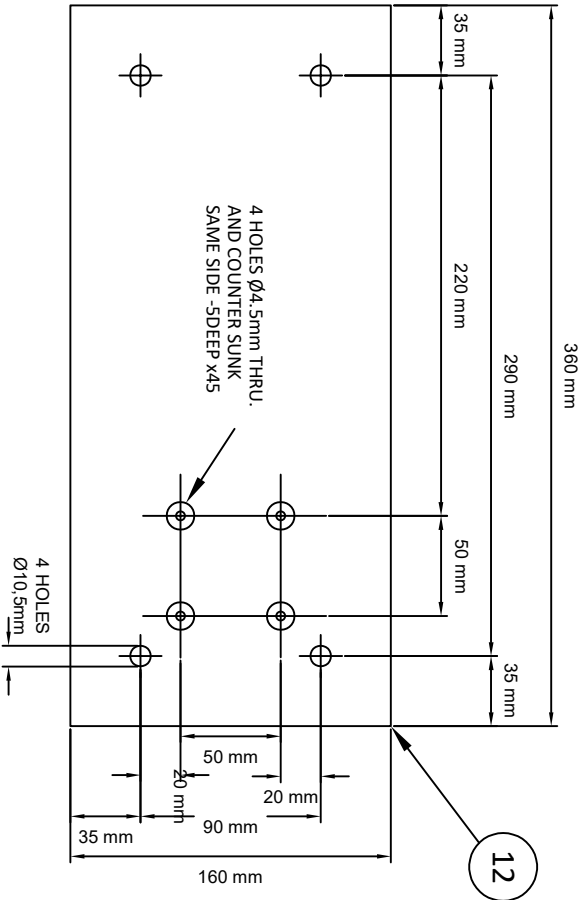 360 mm
290 mm
35 mm
220 mm
50 mm
35 mm
4 HOLES Ø4.5mm THRU.
AND COUNTER SUNK
SAME SIDE -5DEEP x45
4 HOLES
Ø10,5mm
50 mm
20 mm
20 mm
90 mm
35 mm
160 mm
12